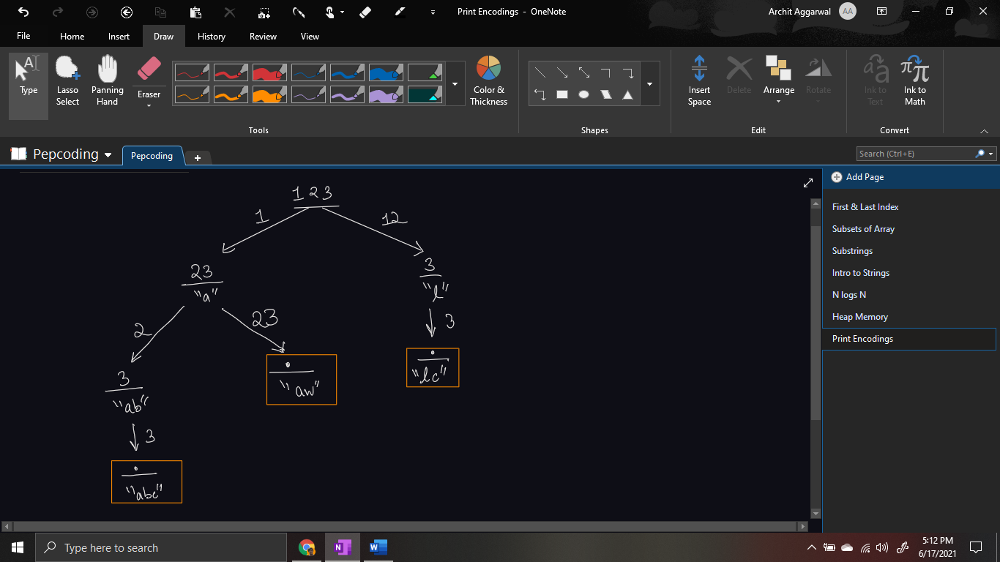 Print Encodings - OneNote
Archit Aggarwal AA
File Home Insert Draw History Review View
Type
Lasso Select
Panning Hand
Eraser
Color & Thickness
Insert Space
Delete
Arrange
Rotate
Ink to Text
Ink to Math
Tools Shapes Edit Convert
Pepcoding Pepcoding +
Search (Ctrl+E)
Add Page
First & Last Index
Subsets of Array
Substrings
Intro to Strings
N logs N
Heap Memory
Print Encodings
123
1 12
23 3
"a" "l"
2 23 3
3 . .
"ab" "aw" "lc"
3
.
"abc"
Type here to search
5:12 PM
6/17/2021